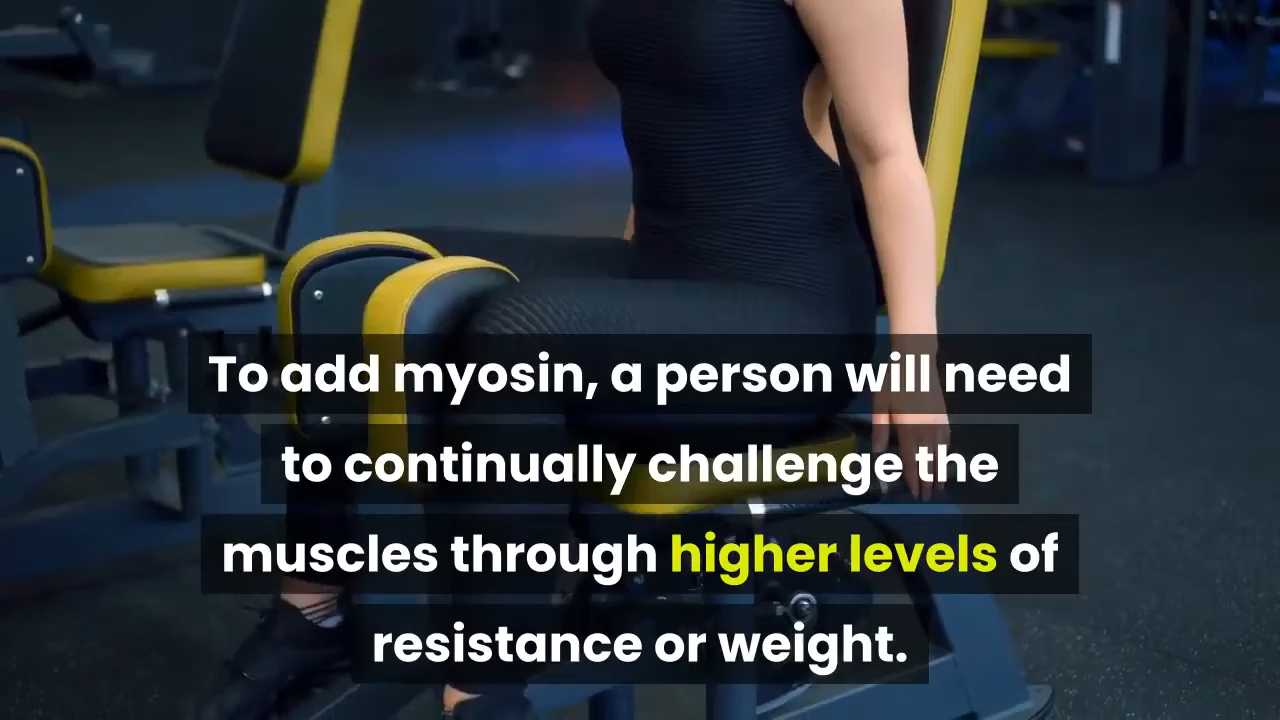 To add myosin, a person will need
to continually challenge the
muscles through higher levels of
resistance or weight.